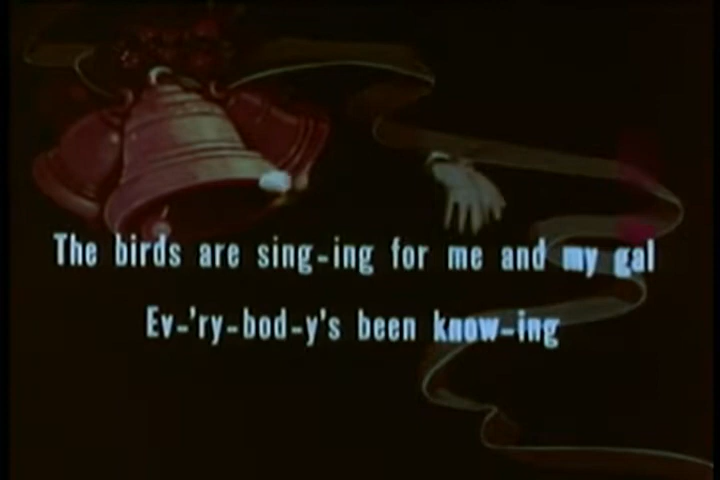 The birds are sing-ing for me and my gal
Ev-'ry-bod-y's been know-ing